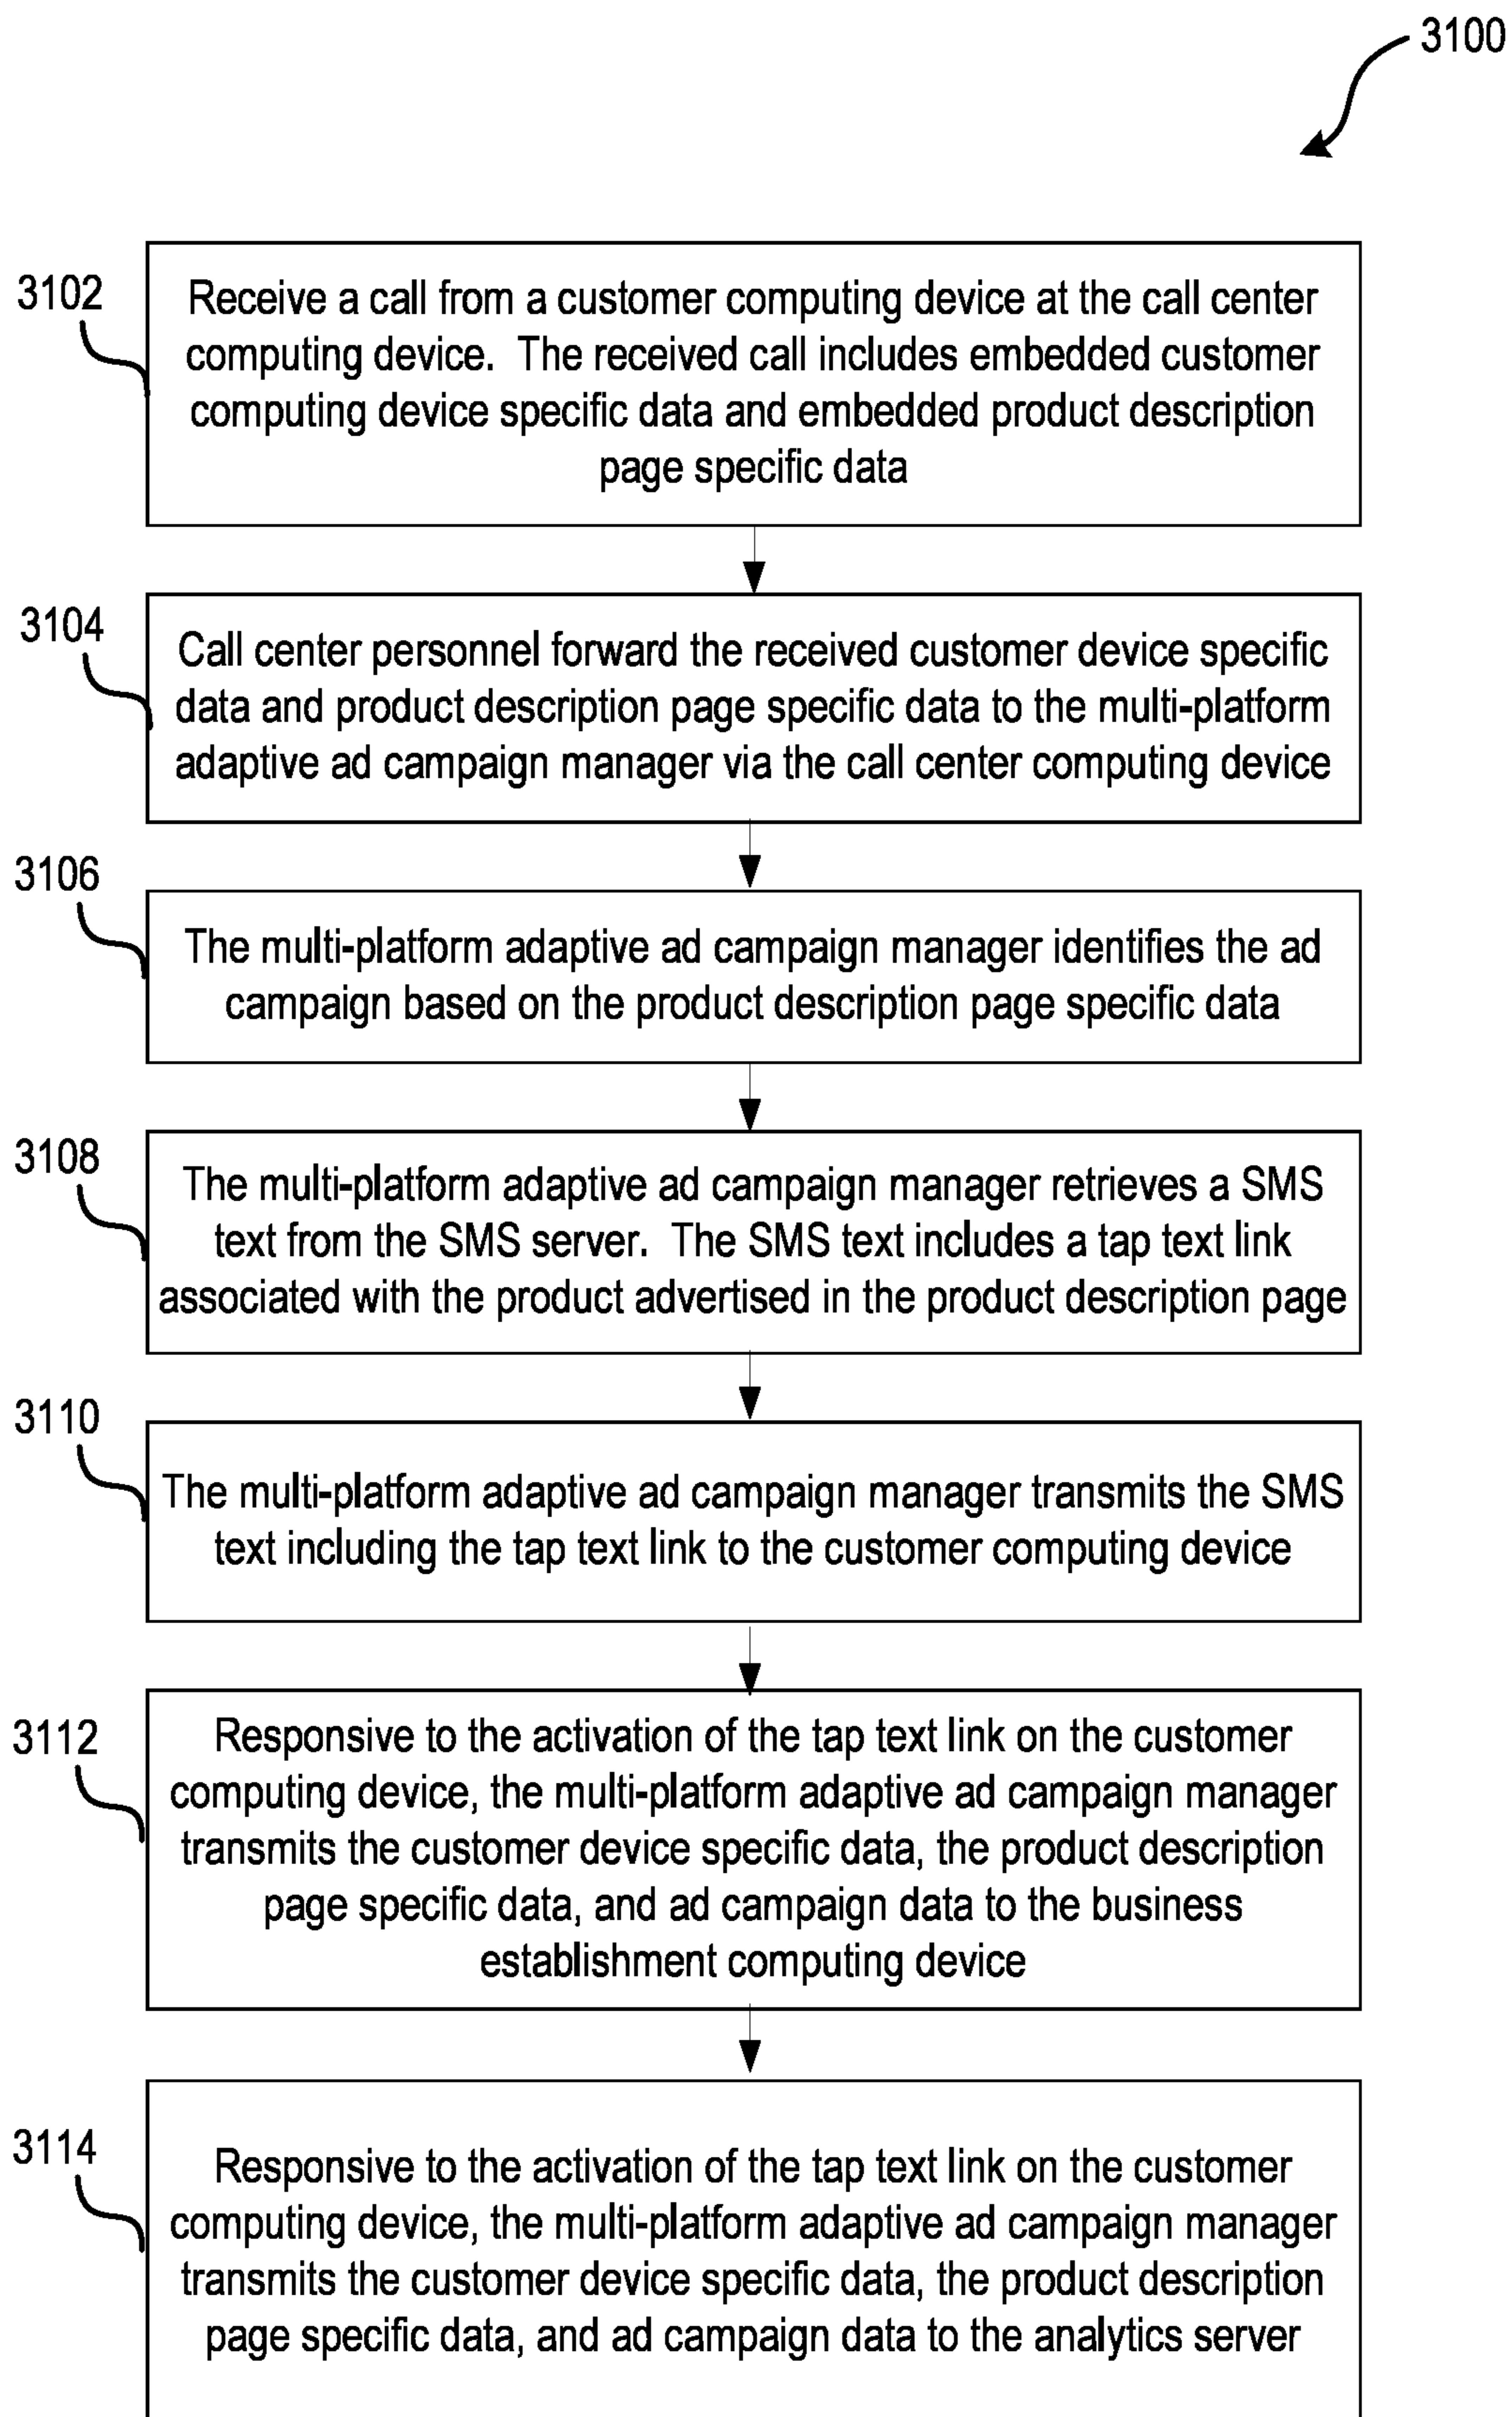 3100
3102
Receive a call from a customer computing device at the call center
computing device. The received call includes embedded customer
computing device specific data and embedded product description
page specific data
3104
Call center personnel forward the received customer device specific
data and product description page specific data to the multi-platform
adaptive ad campaign manager via the call center computing device
3106
The multi-platform adaptive ad campaign manager identifies the ad
campaign based on the product description page specific data
3108
The multi-platform adaptive ad campaign manager retrieves a SMS
text from the SMS server. The SMS text includes a tap text link
associated with the product advertised in the product description page
3110
The multi-platform adaptive ad campaign manager transmits the SMS
text including the tap text link to the customer computing device
3112
Responsive to the activation of the tap text link on the customer
computing device, the multi-platform adaptive ad campaign manager
transmits the customer device specific data, the product description
page specific data, and ad campaign data to the business
establishment computing device
3114
Responsive to the activation of the tap text link on the customer
computing device, the multi-platform adaptive ad campaign manager
transmits the customer device specific data, the product description
page specific data, and ad campaign data to the analytics server